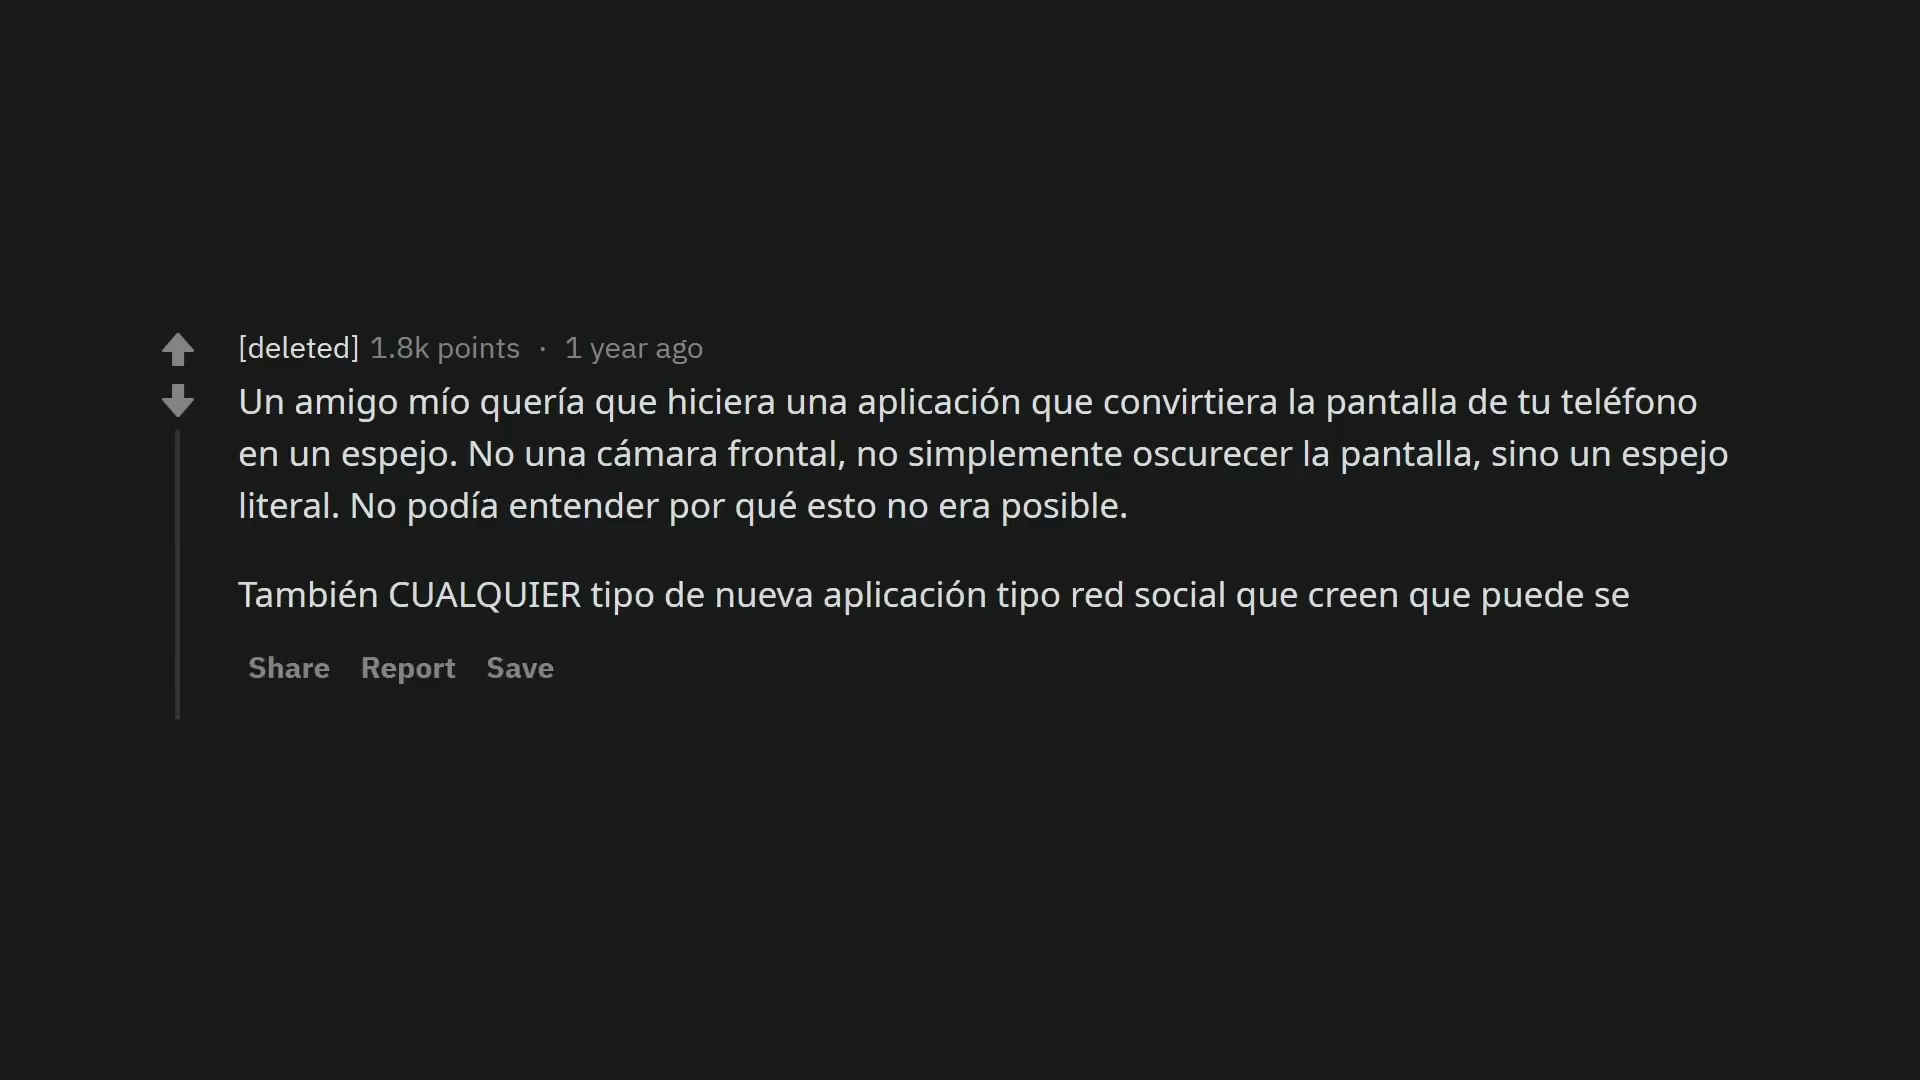 [deleted] 1.8k points · 1 year ago
Un amigo mío quería que hiciera una aplicación que convirtiera la pantalla de tu teléfono
en un espejo. No una cámara frontal, no simplemente oscurecer la pantalla, sino un espejo
literal. No podía entender por qué esto no era posible.
También CUALQUIER tipo de nueva aplicación tipo red social que creen que puede se
Share Report Save